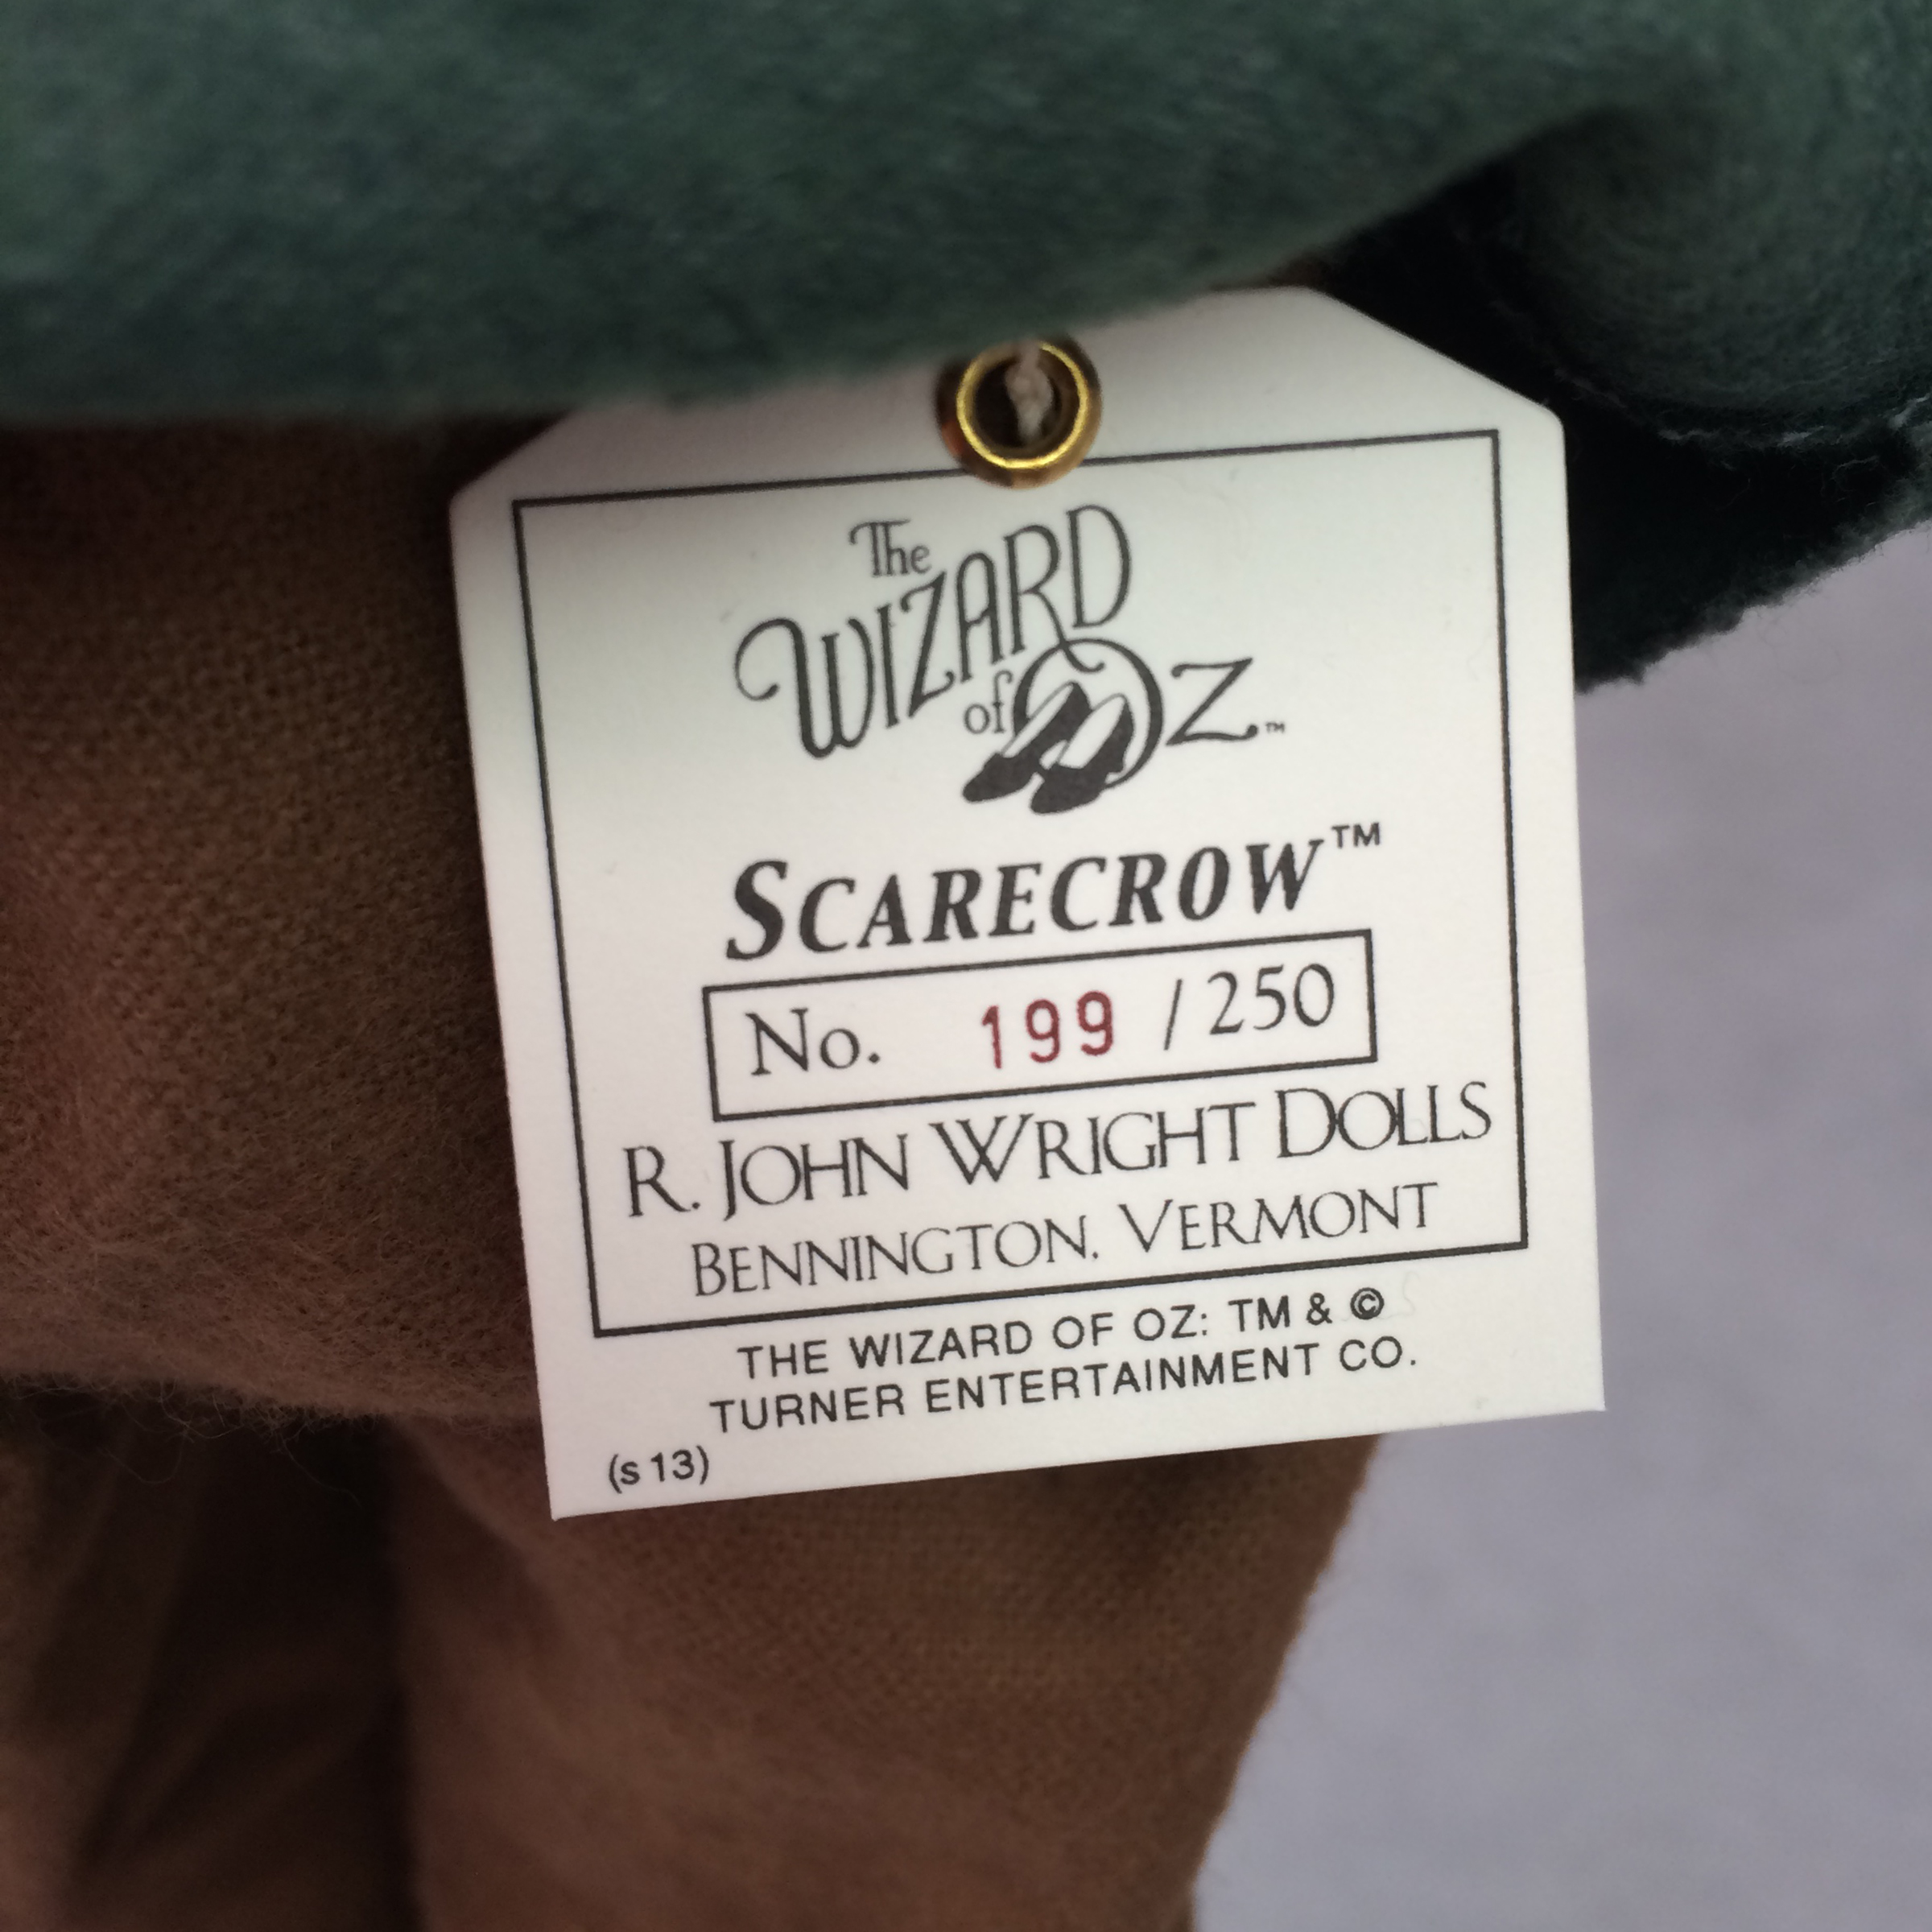 The
WIZARD
of OZ™
SCARECROW™
No. 199 / 250
R. JOHN WRIGHT DOLLS
BENNINGTON, VERMONT
THE WIZARD OF OZ: TM & ©
TURNER ENTERTAINMENT CO.
(s 13)